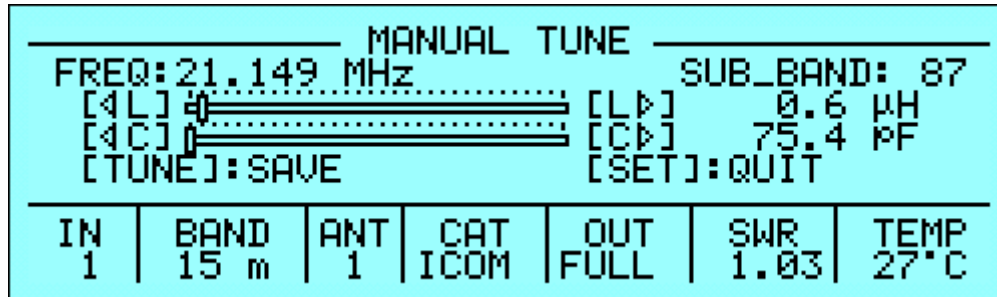 MANUAL TUNE
FREQ:21.149 MHz SUB_BAND: 87
[◁L] [L▷] 0.6 µH
[◁C] [C▷] 75.4 pF
[TUNE]:SAVE [SET]:QUIT
IN BAND ANT CAT OUT SWR TEMP
1 15 m 1 ICOM FULL 1.03 27°C